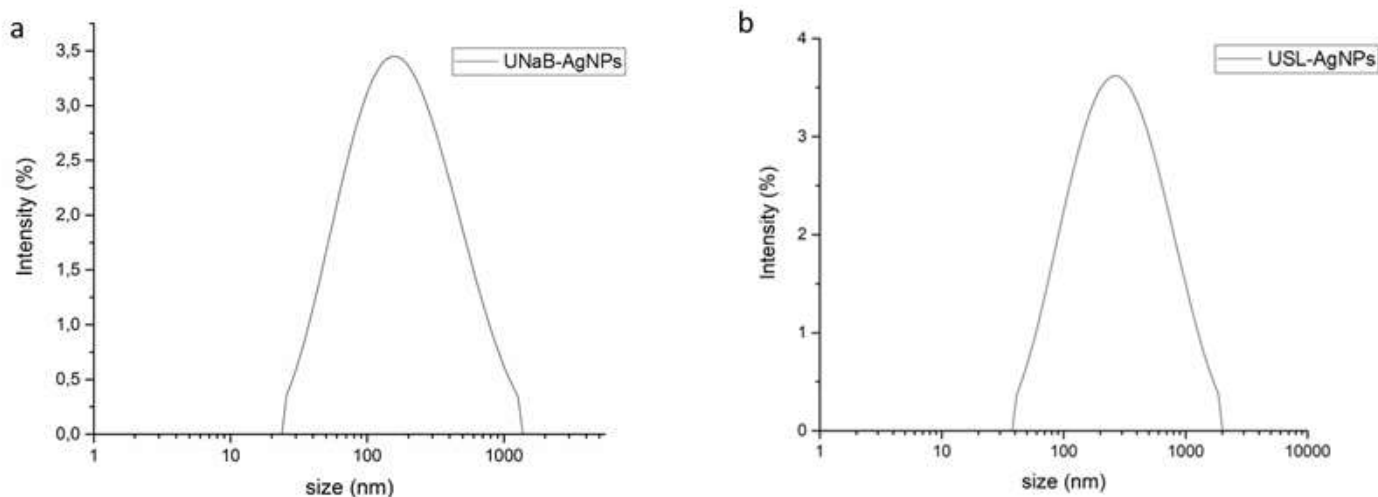 a
UNaB-AgNPs
3,5
3,0
2,5
2,0
1,5
1,0
0,5
0,0
Intensity (%)
1
10
100
1000
size (nm)
b
USL-AgNPs
4
3
2
1
0
Intensity (%)
1
10
100
1000
10000
size (nm)